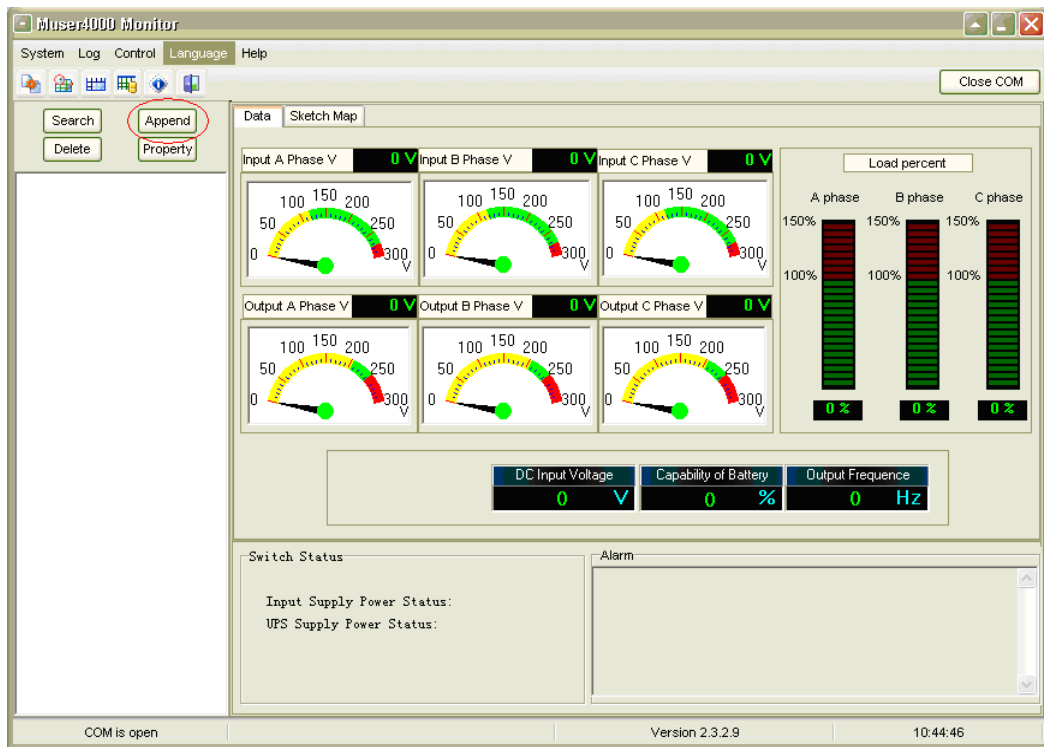 Muser4000 Monitor
System Log Control Language Help
Close COM
Search Append
Delete Property
Data Sketch Map
Input A Phase V 0 V Input B Phase V 0 V Input C Phase V 0 V
0 50 100 150 200 250 300 V
0 50 100 150 200 250 300 V
0 50 100 150 200 250 300 V
Output A Phase V 0 V Output B Phase V 0 V Output C Phase V 0 V
0 50 100 150 200 250 300 V
0 50 100 150 200 250 300 V
0 50 100 150 200 250 300 V
Load percent
A phase B phase C phase
150% 150% 150%
100% 100% 100%
0 % 0 % 0 %
DC Input Voltage Capability of Battery Output Frequence
0 V 0 % 0 Hz
Switch Status
Input Supply Power Status:
UPS Supply Power Status:
Alarm
COM is open Version 2.3.2.9 10:44:46